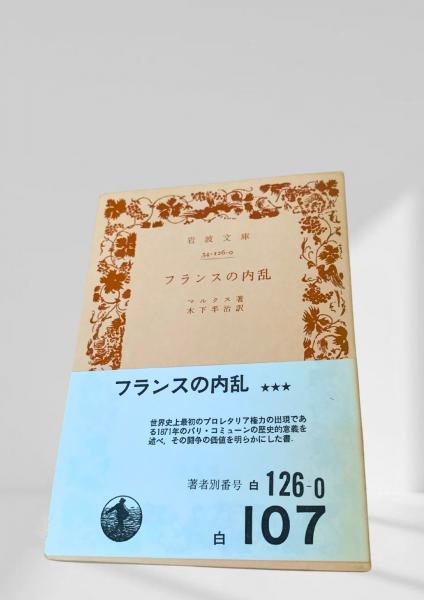 岩波文庫
34-126-0
フランスの内乱
マルクス著
木下半治訳
フランスの内乱 ★★★
世界史上最初のプロレタリア権力の出現であ
る1871年のパリ・コミューンの歴史的意義を
述べ，その闘争の価値を明らかにした書．
著者別番号 白 126-0
白 107